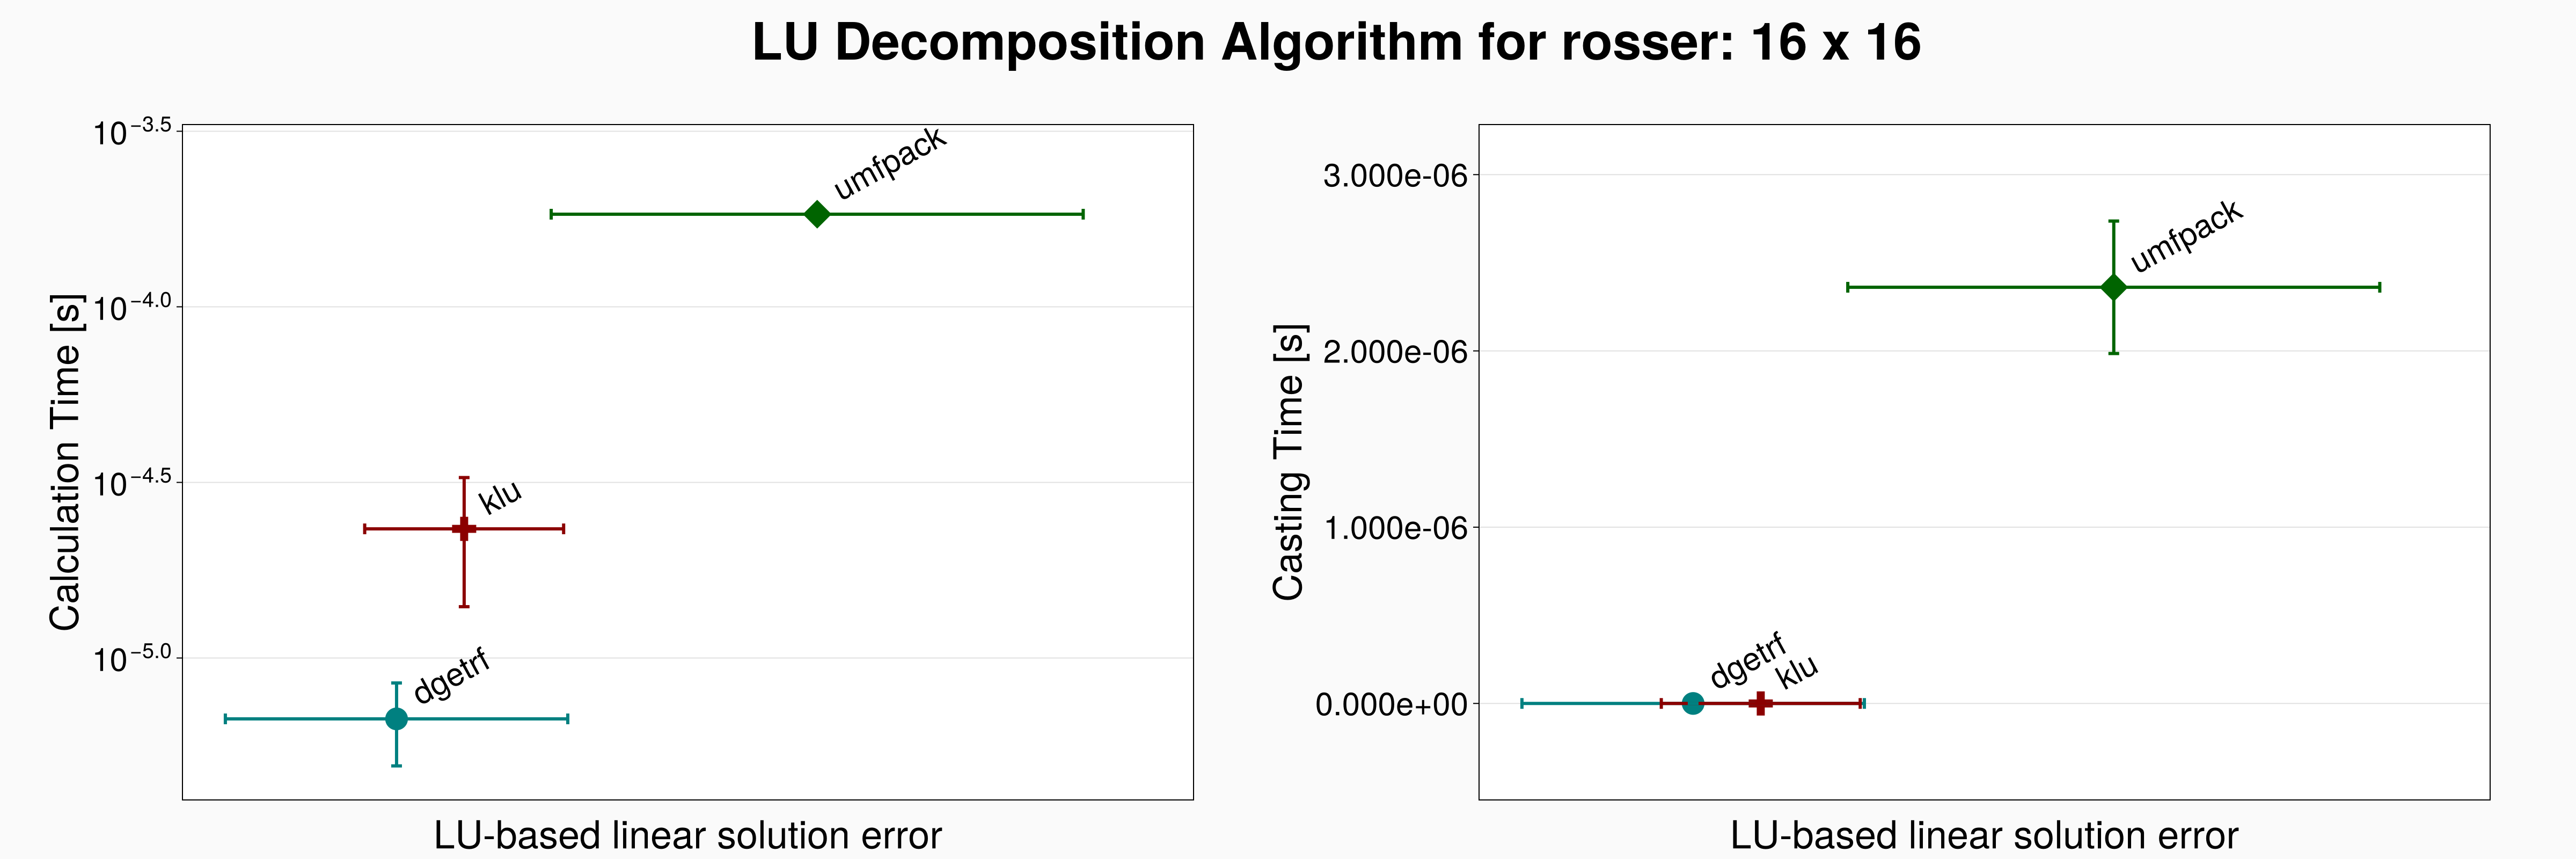 LU Decomposition Algorithm for rosser: 16 x 16
Calculation Time [s]
10^−3.5
10^−4.0
10^−4.5
10^−5.0
umfpack
klu
dgetrf
LU-based linear solution error
Casting Time [s]
3.000e-06
2.000e-06
1.000e-06
0.000e+00
umfpack
dgetrf
klu
LU-based linear solution error